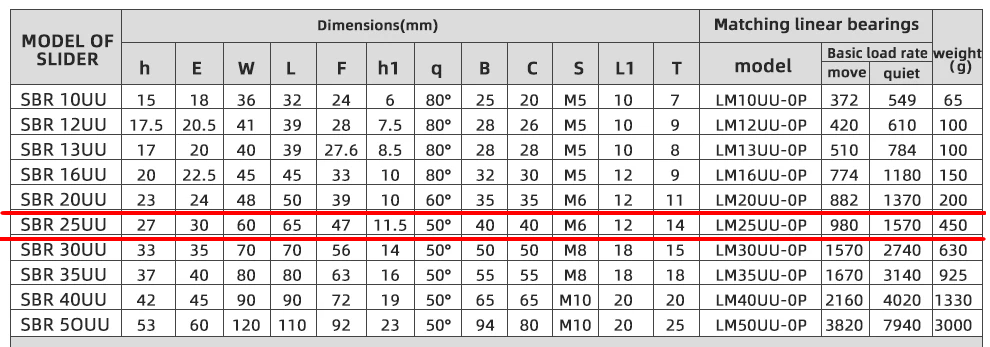 MODEL OF SLIDER Dimensions(mm) Matching linear bearings weight (g)
h E W L F h1 q B C S L1 T model Basic load rate
move quiet
SBR 10UU 15 18 36 32 24 6 80° 25 20 M5 10 7 LM10UU-OP 372 549 65
SBR 12UU 17.5 20.5 41 39 28 7.5 80° 28 26 M5 10 9 LM12UU-OP 420 610 100
SBR 13UU 17 20 40 39 27.6 8.5 80° 28 28 M5 10 8 LM13UU-OP 510 784 100
SBR 16UU 20 22.5 45 45 33 10 80° 32 30 M5 12 9 LM16UU-OP 774 1180 150
SBR 20UU 23 24 48 50 39 10 60° 35 35 M6 12 11 LM20UU-OP 882 1370 200
SBR 25UU 27 30 60 65 47 11.5 50° 40 40 M6 12 14 LM25UU-OP 980 1570 450
SBR 30UU 33 35 70 70 56 14 50° 50 50 M8 18 15 LM30UU-OP 1570 2740 630
SBR 35UU 37 40 80 80 63 16 50° 55 55 M8 18 18 LM35UU-OP 1670 3140 925
SBR 40UU 42 45 90 90 72 19 50° 65 65 M10 20 20 LM40UU-OP 2160 4020 1330
SBR 50UU 53 60 120 110 92 23 50° 94 80 M10 20 25 LM50UU-OP 3820 7940 3000